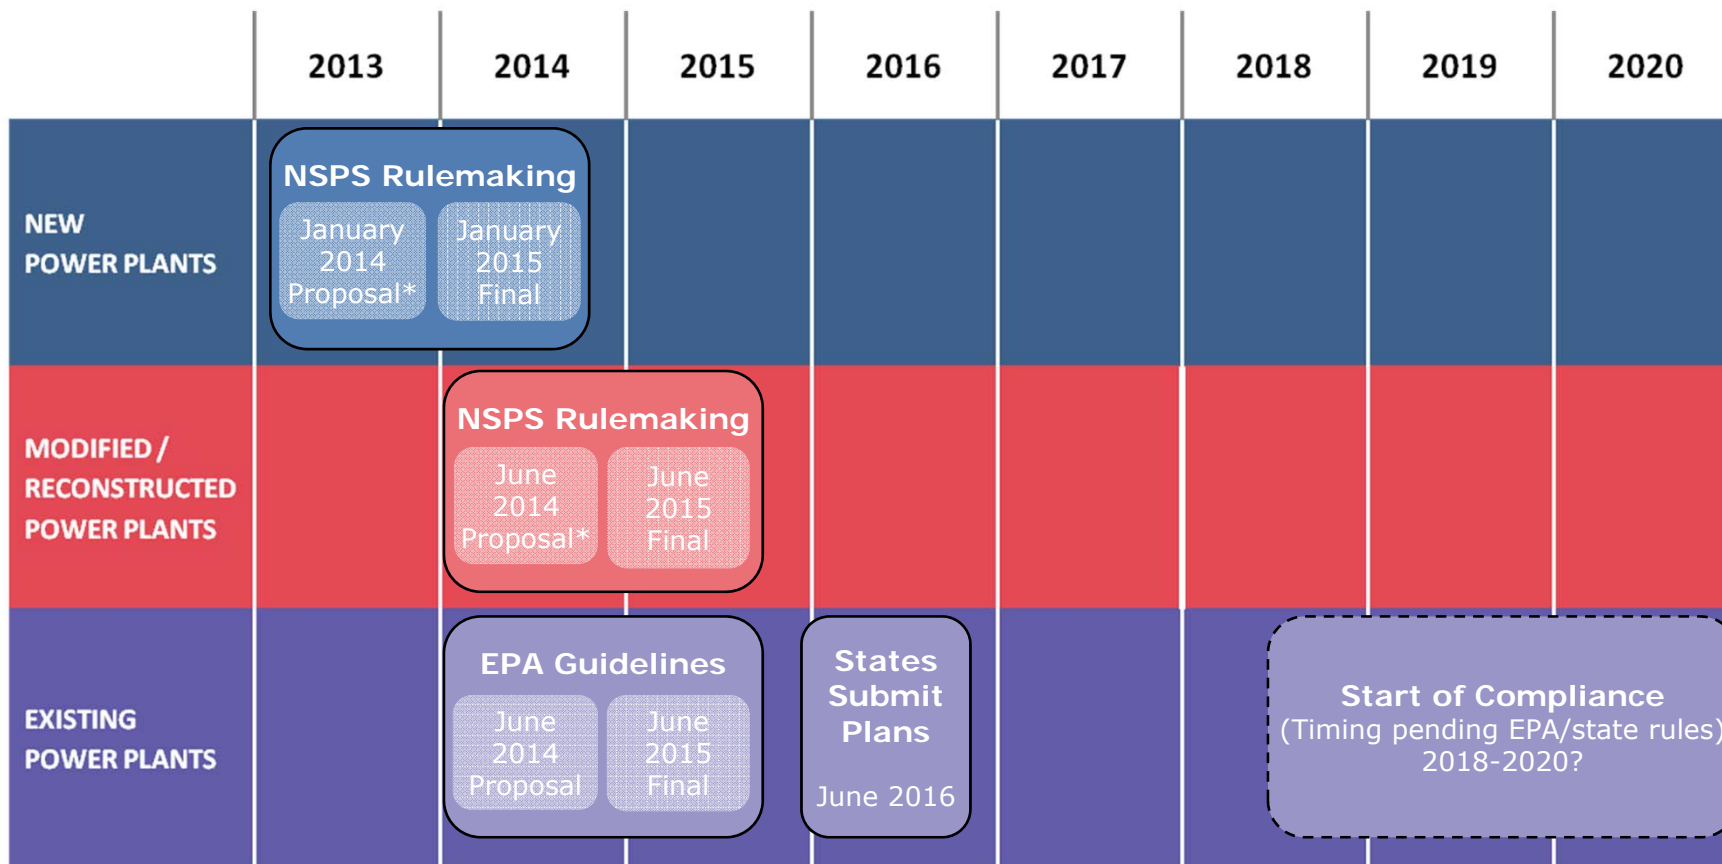 2013 2014 2015 2016 2017 2018 2019 2020
NEW
POWER PLANTS
NSPS Rulemaking
January
2014
Proposal*
January
2015
Final
MODIFIED /
RECONSTRUCTED
POWER PLANTS
NSPS Rulemaking
June
2014
Proposal*
June
2015
Final
EXISTING
POWER PLANTS
EPA Guidelines
June
2014
Proposal
June
2015
Final
States
Submit
Plans
June 2016
Start of Compliance
(Timing pending EPA/state rules)
2018-2020?